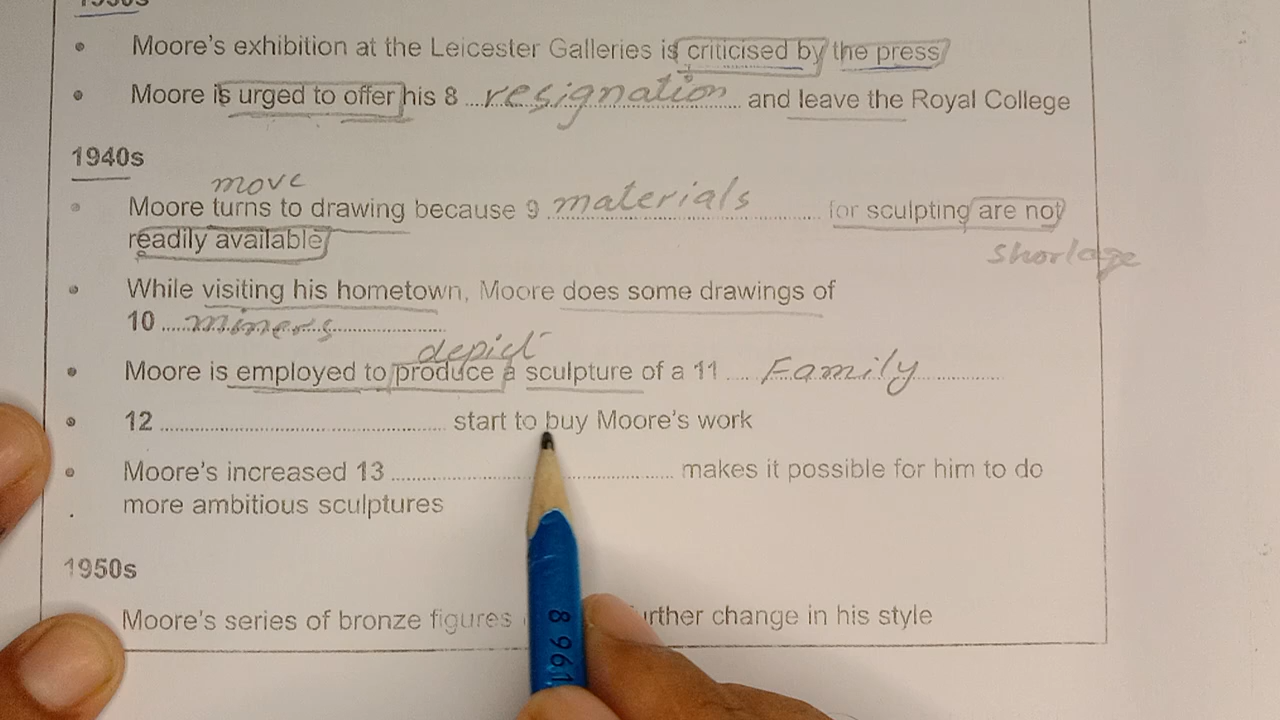 1930s
• Moore's exhibition at the Leicester Galleries is criticised by the press
• Moore is urged to offer his 8 resignation and leave the Royal College
1940s
move
• Moore turns to drawing because 9 materials for sculpting are not
readily available
shortage
• While visiting his hometown, Moore does some drawings of
10 miners
depict
• Moore is employed to produce a sculpture of a 11 Family
• 12 .................... start to buy Moore's work
• Moore's increased 13 .................... makes it possible for him to do
more ambitious sculptures
1950s
Moore's series of bronze figures further change in his style
8 961